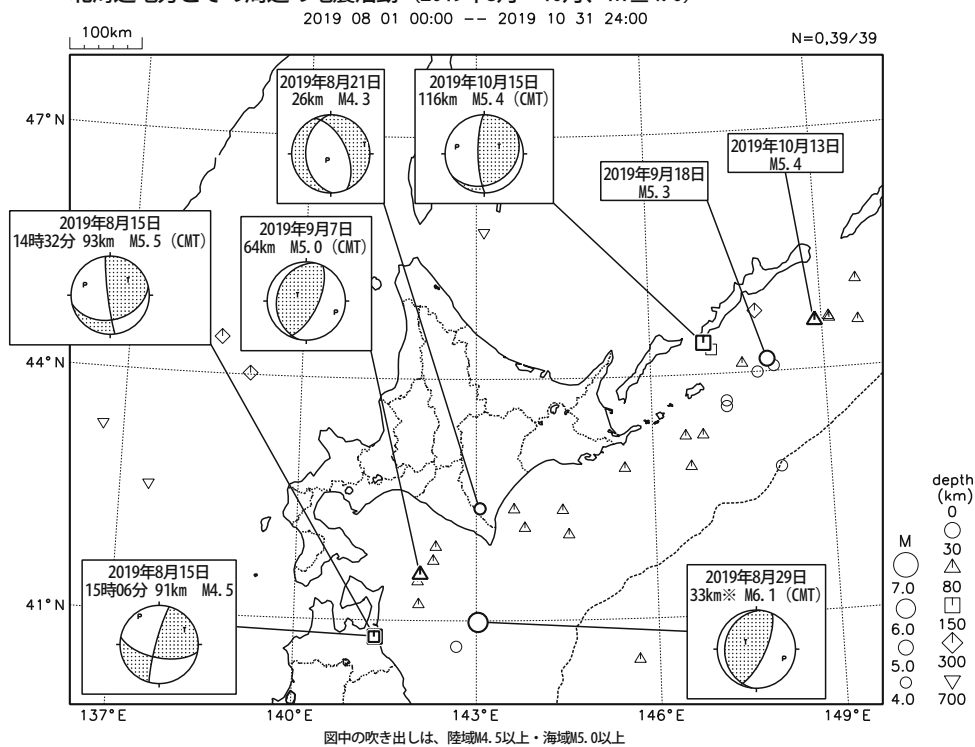 2019 08 01 00:00 -- 2019 10 31 24:00
100km
N=0,39/39
2019年8月21日
26km M4.3
P
T
2019年10月15日
116km M5.4 (CMT)
P
T
47°N
2019年10月13日
M5.4
2019年9月18日
M5.3
2019年8月15日
14時32分 93km M5.5 (CMT)
P
T
2019年9月7日
64km M5.0 (CMT)
T
P
44°N
depth
(km)
0
30
80
150
300
700
M
7.0
6.0
5.0
4.0
2019年8月15日
15時06分 91km M4.5
P
T
2019年8月29日
33km※ M6.1 (CMT)
T
P
41°N
137°E
140°E
143°E
146°E
149°E
図中の吹き出しは、陸域M4.5以上・海域M5.0以上